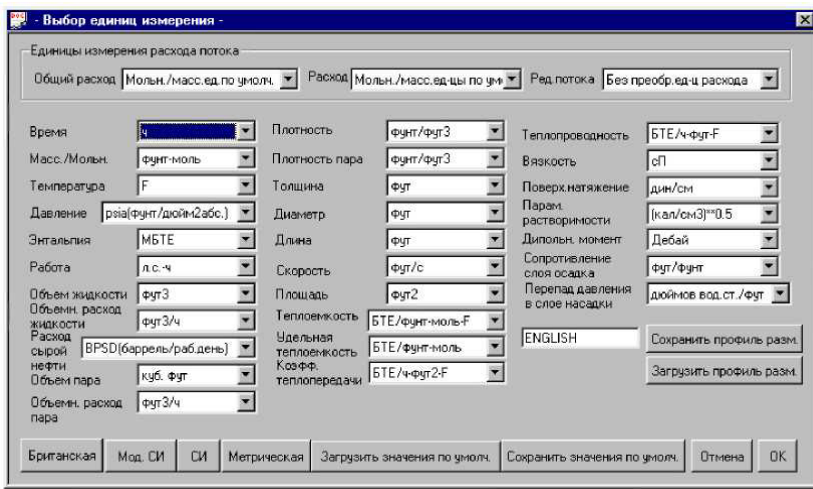 - Выбор единиц измерения -
Единицы измерения расхода потока
Общий расход Мольн./масс.ед.по умолч. Расход Мольн./масс.ед-цы по ум Ред.потока Без преобр.ед-ц расхода
Время ч
Масс./Мольн. фунт-моль
Температура F
Давление psia(фунт/дюйм2абс.)
Энтальпия МБТЕ
Работа л.с.-ч
Объем жидкости фут3
Объемн. расход
жидкости фут3/ч
Расход
сырой BPSD(баррель/раб.день)
нефти
Объем пара куб. фут
Объемн. расход фут3/ч
пара
Плотность фунт/фут3
Плотность пара фунт/фут3
Толщина фут
Диаметр фут
Длина фут
Скорость фут/с
Площадь фут2
Теплоемкость БТЕ/фунт-моль-F
Удельная
теплоемкость БТЕ/фунт-моль
Коэфф.
теплопередачи БТЕ/ч-фут2-F
Теплопроводность БТЕ/ч-фут-F
Вязкость сП
Поверх.натяжение дин/см
Парам.
растворимости (кал/см3)**0.5
Дипольн. момент Дебай
Сопротивление
слоя осадка фут/фунт
Перепад давления
в слое насадки дюймов вод.ст./фут
ENGLISH Сохранить профиль разм.
Загрузить профиль разм.
Британская Мод. СИ СИ Метрическая Загрузить значения по умолч. Сохранить значения по умолч. Отмена OK